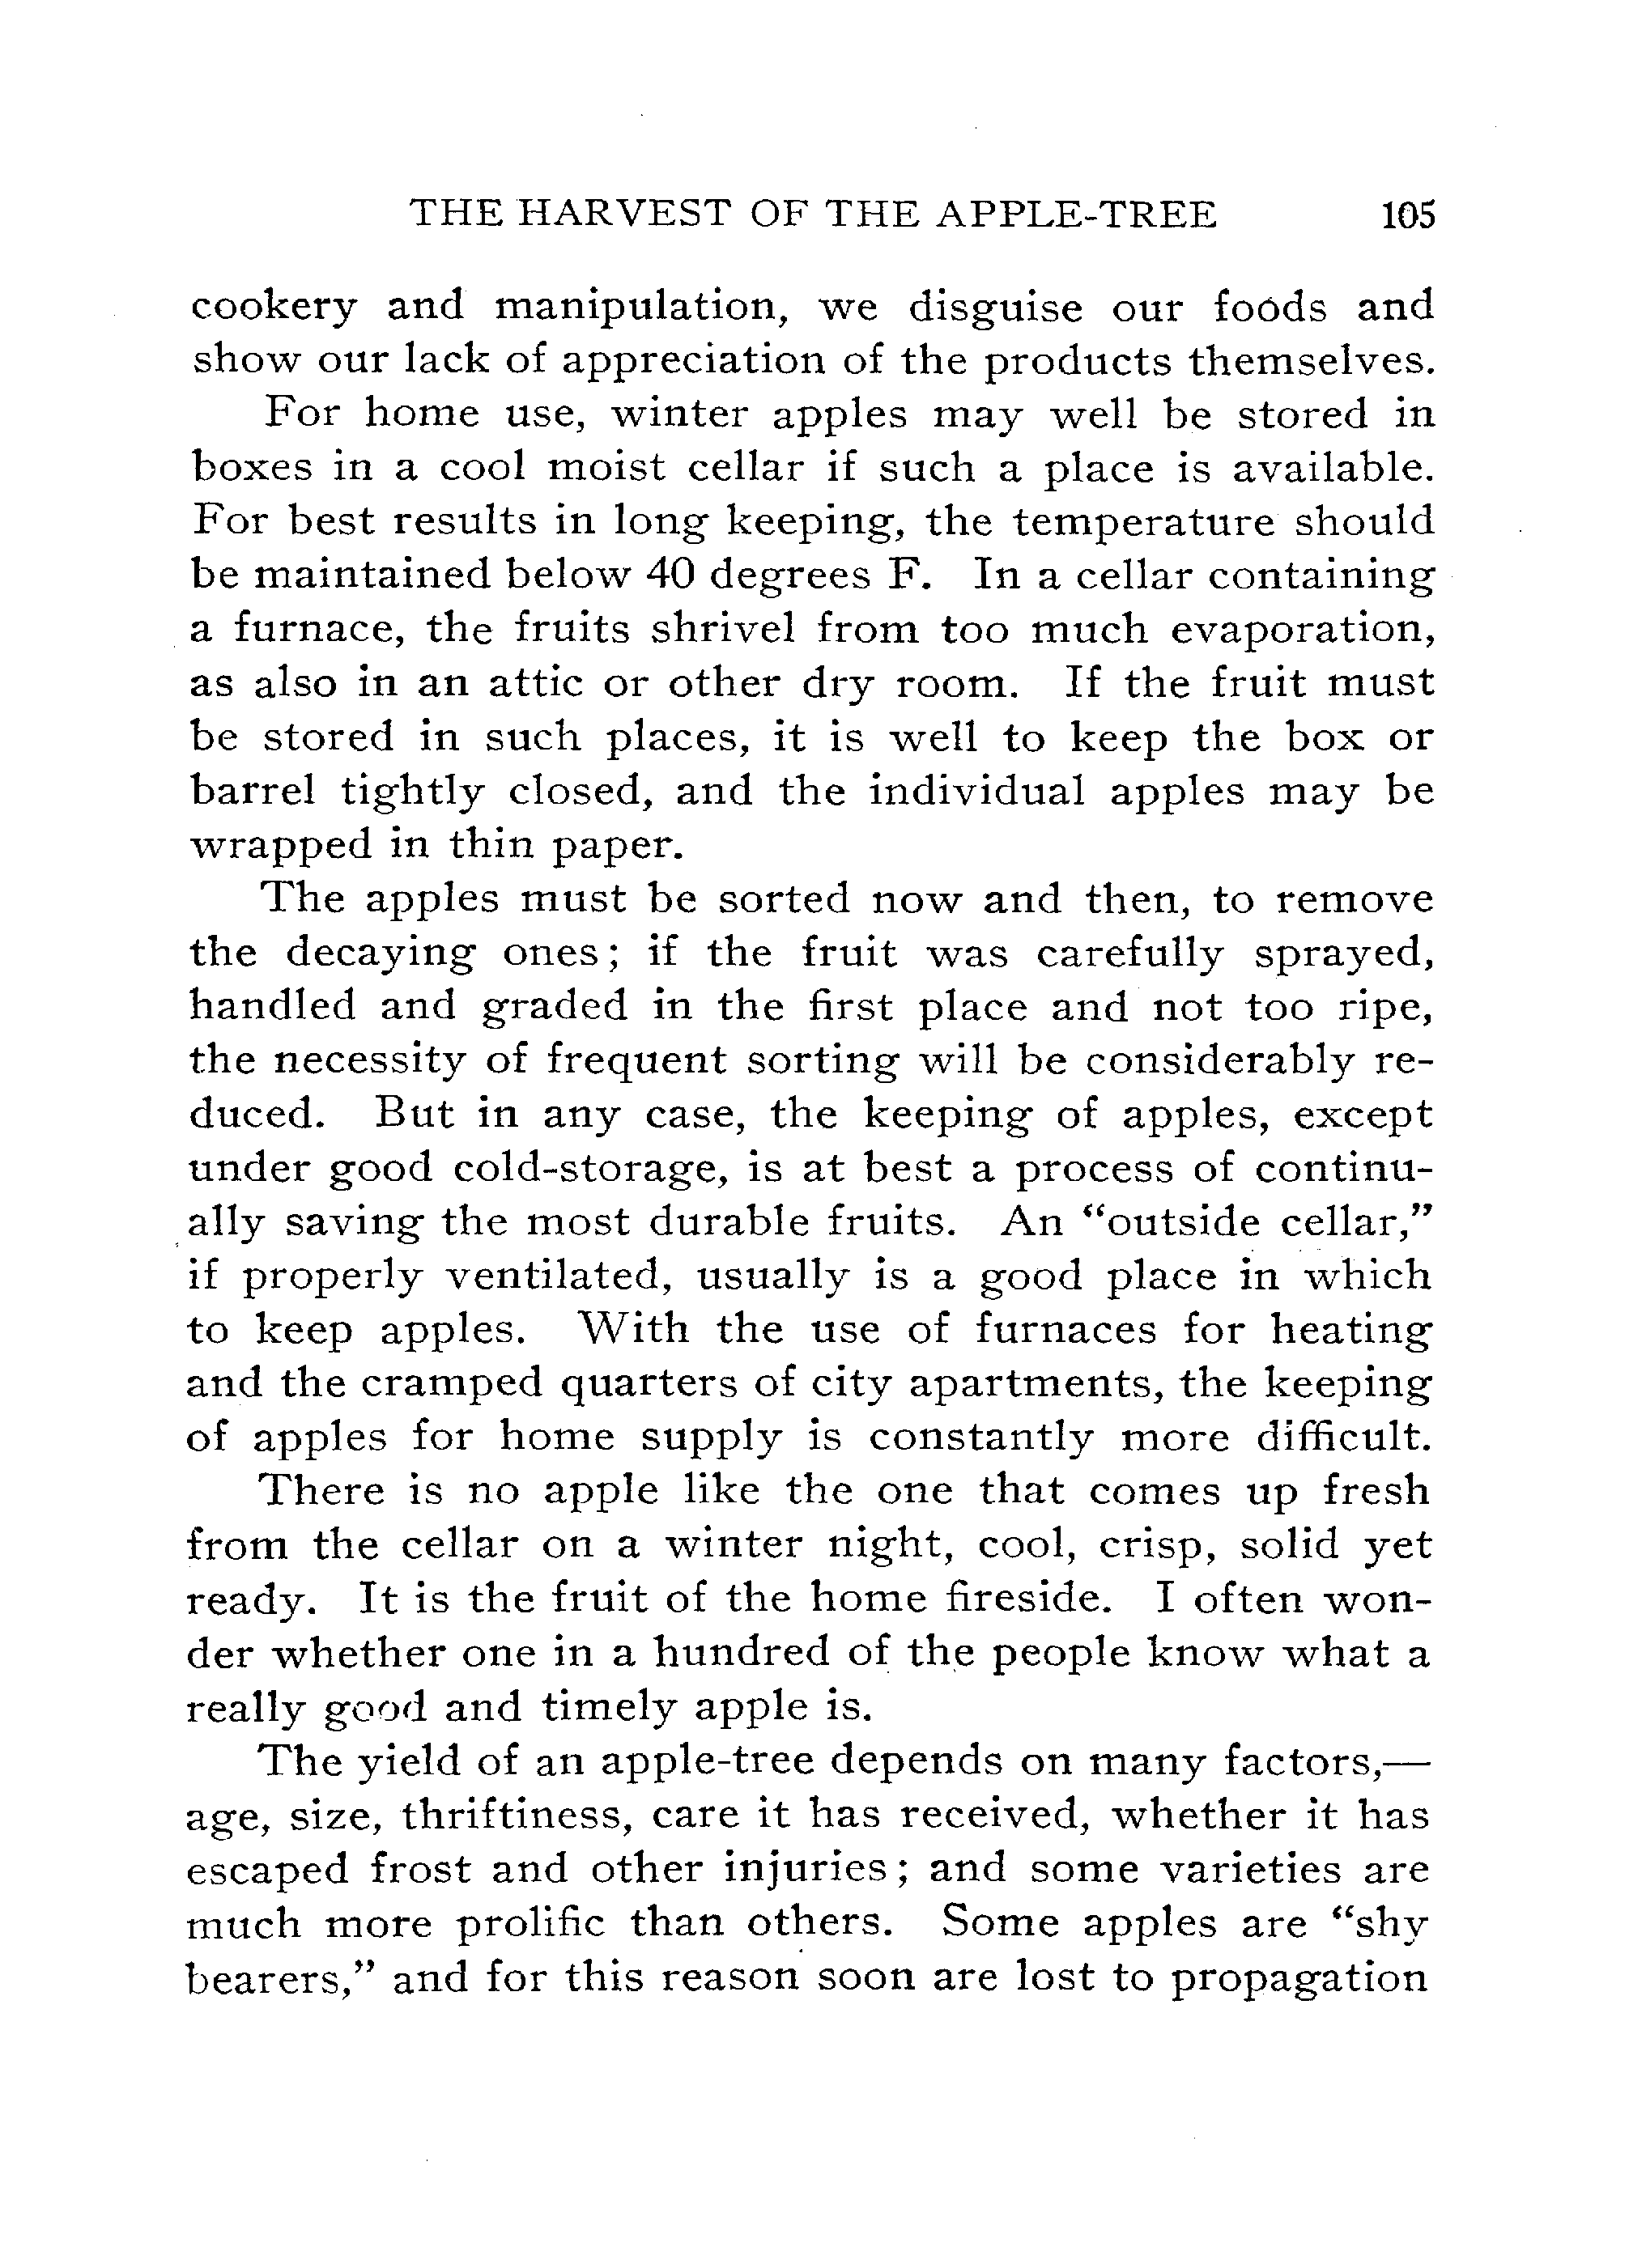 THE HARVEST OF THE APPLE-TREE 105
cookery and manipulation, we disguise our foods and
show our lack of appreciation of the products themselves.
For home use, winter apples may well be stored in
boxes in a cool moist cellar if such a place is available.
For best results in long keeping, the temperature should
be maintained below 40 degrees F. In a cellar containing
a furnace, the fruits shrivel from too much evaporation,
as also in an attic or other dry room. If the fruit must
be stored in such places, it is well to keep the box or
barrel tightly closed, and the individual apples may be
wrapped in thin paper.
The apples must be sorted now and then, to remove
the decaying ones; if the fruit was carefully sprayed,
handled and graded in the first place and not too ripe,
the necessity of frequent sorting will be considerably re-
duced. But in any case, the keeping of apples, except
under good cold-storage, is at best a process of continu-
ally saving the most durable fruits. An “outside cellar,”
if properly ventilated, usually is a good place in which
to keep apples. With the use of furnaces for heating
and the cramped quarters of city apartments, the keeping
of apples for home supply is constantly more difficult.
There is no apple like the one that comes up fresh
from the cellar on a winter night, cool, crisp, solid yet
ready. It is the fruit of the home fireside. I often won-
der whether one in a hundred of the people know what a
really good and timely apple is.
The yield of an apple-tree depends on many factors,—
age, size, thriftiness, care it has received, whether it has
escaped frost and other injuries; and some varieties are
much more prolific than others. Some apples are “shy
bearers,” and for this reason soon are lost to propagation